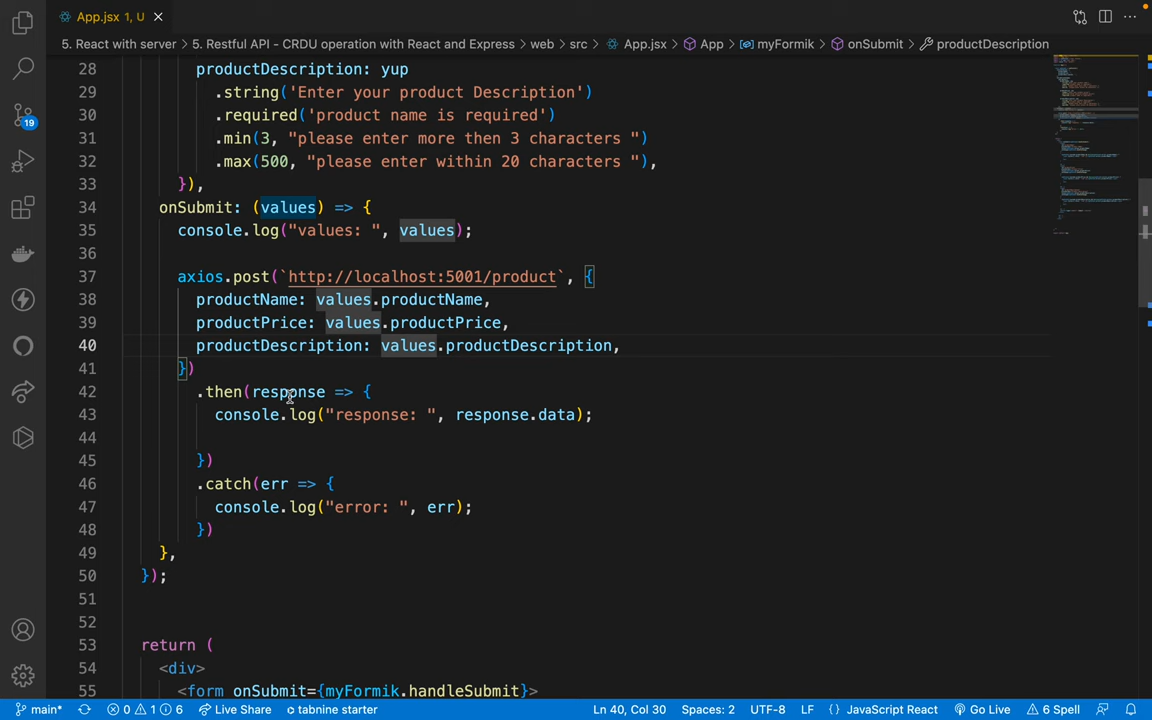 App.jsx 1, U
5. React with server > 5. Restful API - CRDU operation with React and Express > web > src > App.jsx > App > myFormik > onSubmit > productDescription
28 productDescription: yup
29 .string('Enter your product Description')
30 .required('product name is required')
31 .min(3, "please enter more then 3 characters ")
32 .max(500, "please enter within 20 characters "),
33 }),
34 onSubmit: (values) => {
35 console.log("values: ", values);
36
37 axios.post(`http://localhost:5001/product`, {
38 productName: values.productName,
39 productPrice: values.productPrice,
40 productDescription: values.productDescription,
41 })
42 .then(response => {
43 console.log("response: ", response.data);
44
45 })
46 .catch(err => {
47 console.log("error: ", err);
48 })
49 },
50 });
51
52
53 return (
54 <div>
55 <form onSubmit={myFormik.handleSubmit}>
19
main* 0 1 6 Live Share tabnine starter Ln 40, Col 30 Spaces: 2 UTF-8 LF {} JavaScript React Go Live 6 Spell